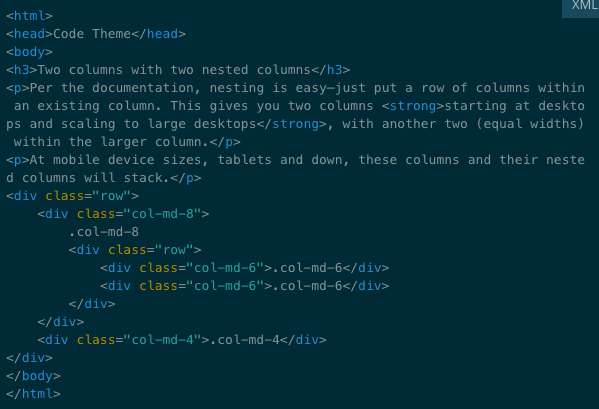 XML
<html>
<head>Code Theme</head>
<body>
<h3>Two columns with two nested columns</h3>
<p>Per the documentation, nesting is easy—just put a row of columns within
 an existing column. This gives you two columns <strong>starting at deskto
ps and scaling to large desktops</strong>, with another two (equal widths)
 within the larger column.</p>
<p>At mobile device sizes, tablets and down, these columns and their neste
d columns will stack.</p>
<div class="row">
    <div class="col-md-8">
        .col-md-8
        <div class="row">
            <div class="col-md-6">.col-md-6</div>
            <div class="col-md-6">.col-md-6</div>
        </div>
    </div>
    <div class="col-md-4">.col-md-4</div>
</div>
</body>
</html>